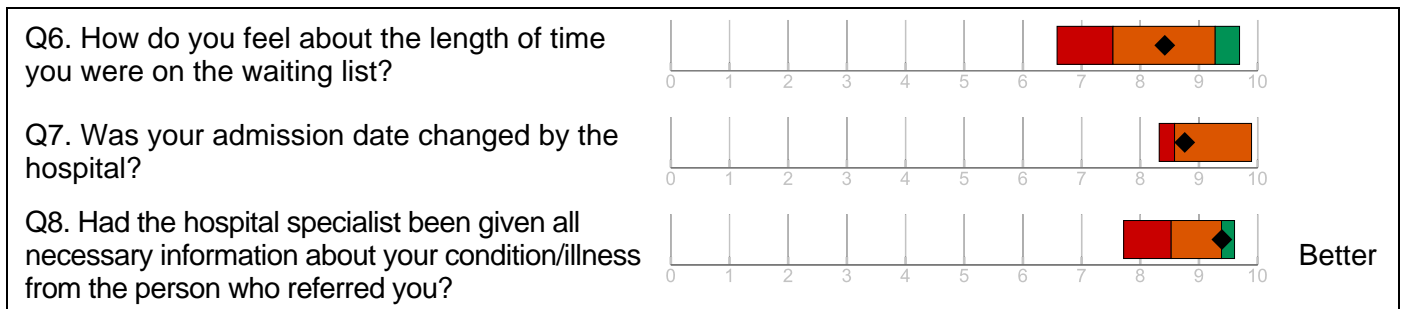 Q6. How do you feel about the length of time
you were on the waiting list?
0 1 2 3 4 5 6 7 8 9 10
Q7. Was your admission date changed by the
hospital?
0 1 2 3 4 5 6 7 8 9 10
Q8. Had the hospital specialist been given all
necessary information about your condition/illness
from the person who referred you?
0 1 2 3 4 5 6 7 8 9 10
Better